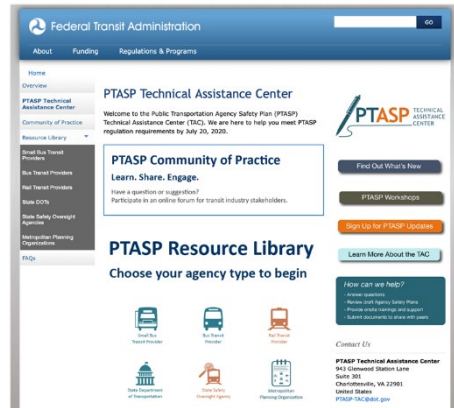 Federal Transit Administration
GO
About
Funding
Regulations & Programs
Home
Overview
PTASP Technical
Assistance Center
Community of Practice
Resource Library
Small Bus Transit
Providers
Bus Transit Providers
Rail Transit Providers
State DOTs
State Safety Oversight
Agencies
Metropolitan Planning
Organizations
FAQs
PTASP Technical Assistance Center
Welcome to the Public Transportation Agency Safety Plan (PTASP)
Technical Assistance Center (TAC). We are here to help you meet PTASP
regulation requirements by July 20, 2020.
PTASP Community of Practice
Learn. Share. Engage.
Have a question or suggestion?
Participate in an online forum for transit industry stakeholders.
PTASP Resource Library
Choose your agency type to begin
Small Bus
Transit Provider
Bus Transit
Provider
Rail Transit
Provider
State Department
of Transportation
State Safety
Oversight Agency
Metropolitan
Planning Organization
PTASP TECHNICAL
ASSISTANCE
CENTER
Find Out What's New
PTASP Workshops
Sign Up for PTASP Updates
Learn More About the TAC
How can we help?
- Answer questions
- Review draft Agency Safety Plans
- Provide onsite trainings and support
- Submit documents to share with peers
Contact Us
PTASP Technical Assistance Center
943 Glenwood Station Lane
Suite 301
Charlottesville, VA 22901
United States
PTASP-TAC@dot.gov